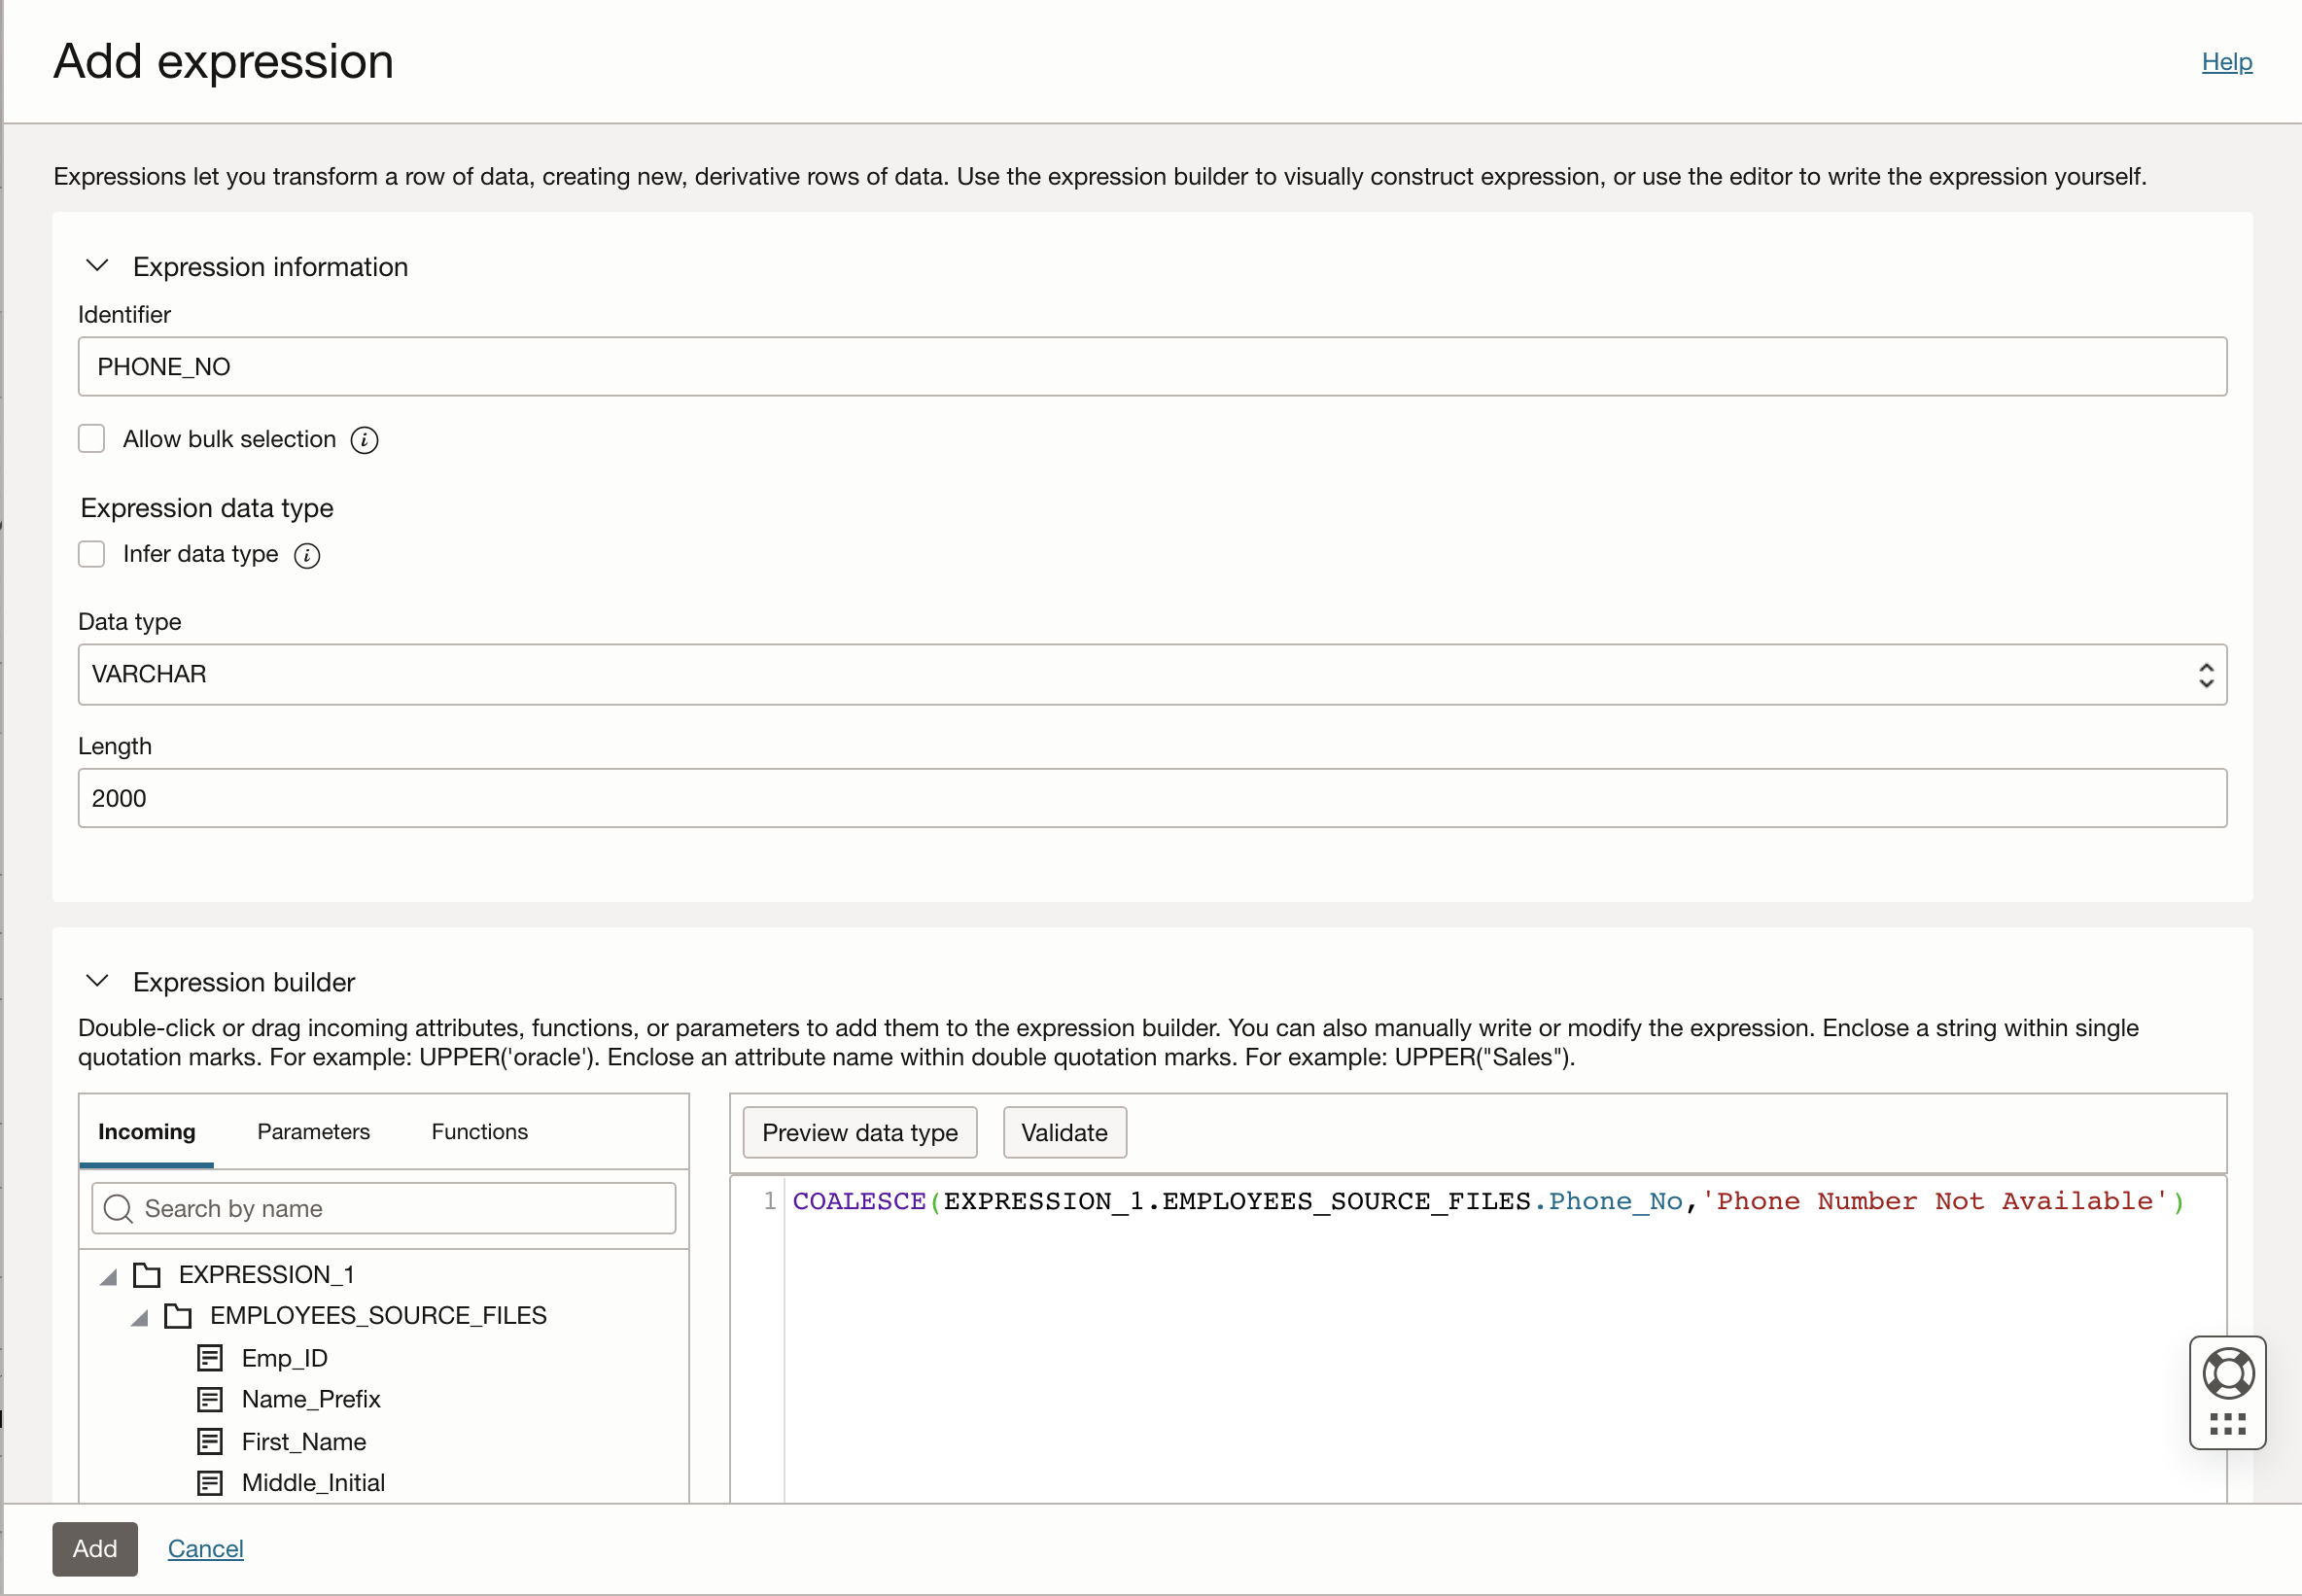 Add expression
Help
Expressions let you transform a row of data, creating new, derivative rows of data. Use the expression builder to visually construct expression, or use the editor to write the expression yourself.
Expression information
Identifier
PHONE_NO
Allow bulk selection
Expression data type
Infer data type
Data type
VARCHAR
Length
2000
Expression builder
Double-click or drag incoming attributes, functions, or parameters to add them to the expression builder. You can also manually write or modify the expression. Enclose a string within single
quotation marks. For example: UPPER('oracle'). Enclose an attribute name within double quotation marks. For example: UPPER("Sales").
Incoming Parameters Functions
Preview data type Validate
Search by name
1 COALESCE(EXPRESSION_1.EMPLOYEES_SOURCE_FILES.Phone_No,'Phone Number Not Available')
EXPRESSION_1
EMPLOYEES_SOURCE_FILES
Emp_ID
Name_Prefix
First_Name
Middle_Initial
Add Cancel